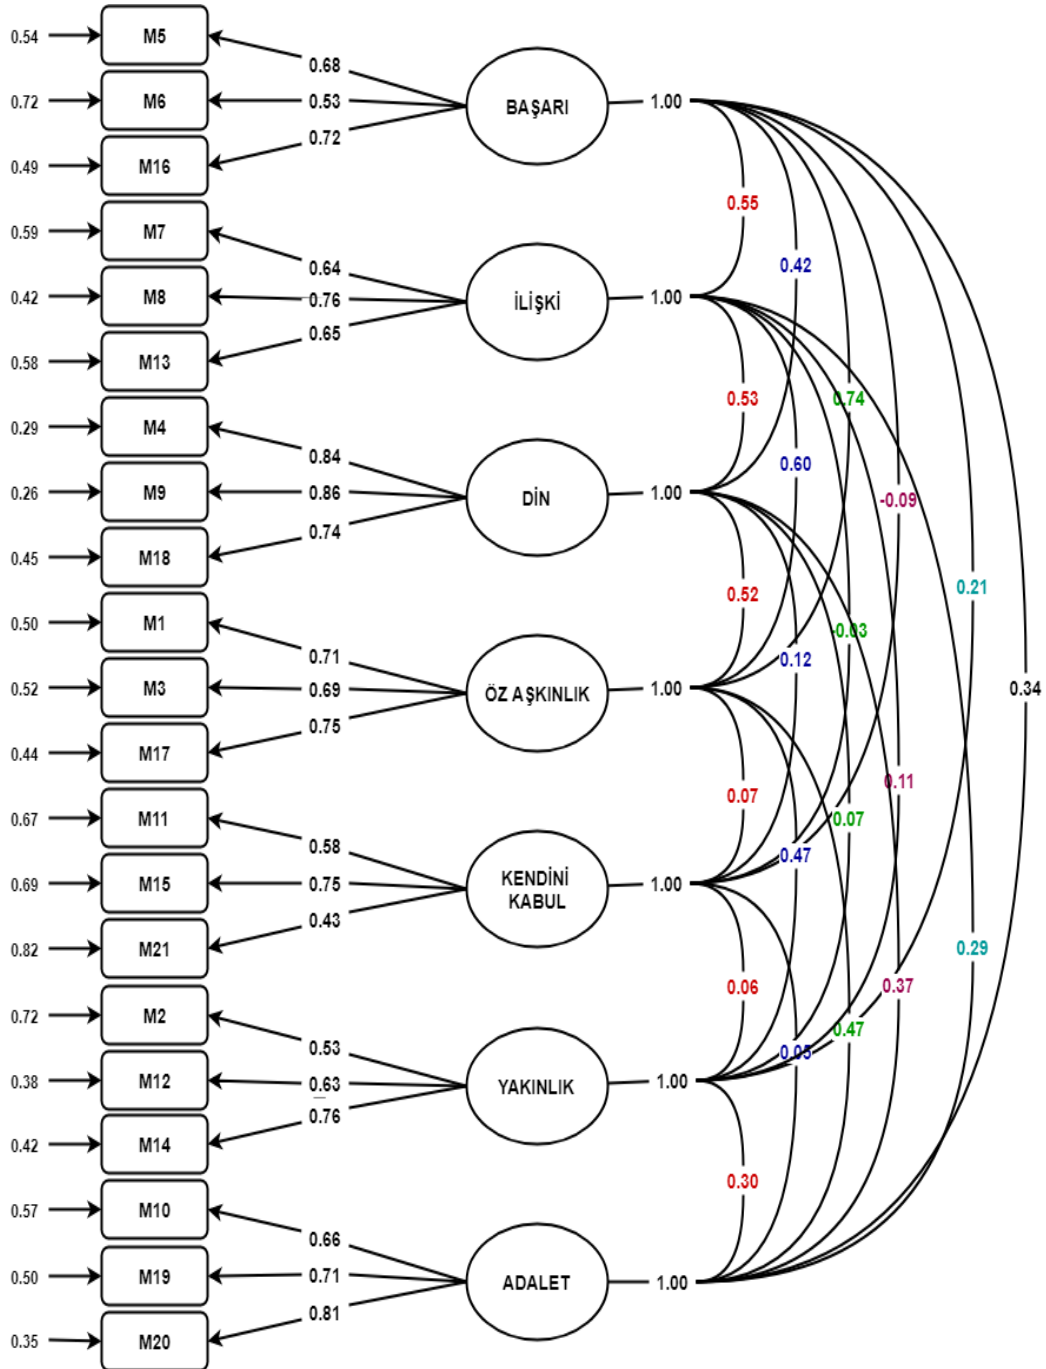 0.54 M5
0.68
0.72 M6 0.53 BAŞARI 1.00
0.72
0.49 M16
0.55
0.59 M7
0.42
0.64
0.42 M8 0.76 İLİŞKİ 1.00
0.65
0.58 M13
0.53 0.74
0.29 M4
0.84
0.60
0.26 M9 0.86 DİN 1.00
-0.09
0.74
0.45 M18
0.52 0.21
0.50 M1
-0.03
0.71
0.12
0.52 M3 0.69 ÖZ AŞKINLIK 1.00 0.34
0.75
0.44 M17
0.07 0.11
0.67 M11
0.07
0.58
0.47
0.69 M15 0.75 KENDİNİ
KABUL 1.00
0.43
0.82 M21 0.29
0.06 0.37
0.72 M2
0.47
0.53
0.05
0.38 M12 0.63 YAKINLIK 1.00
0.76
0.42 M14
0.30
0.57 M10
0.66
0.50 M19 0.71 ADALET 1.00
0.81
0.35 M20